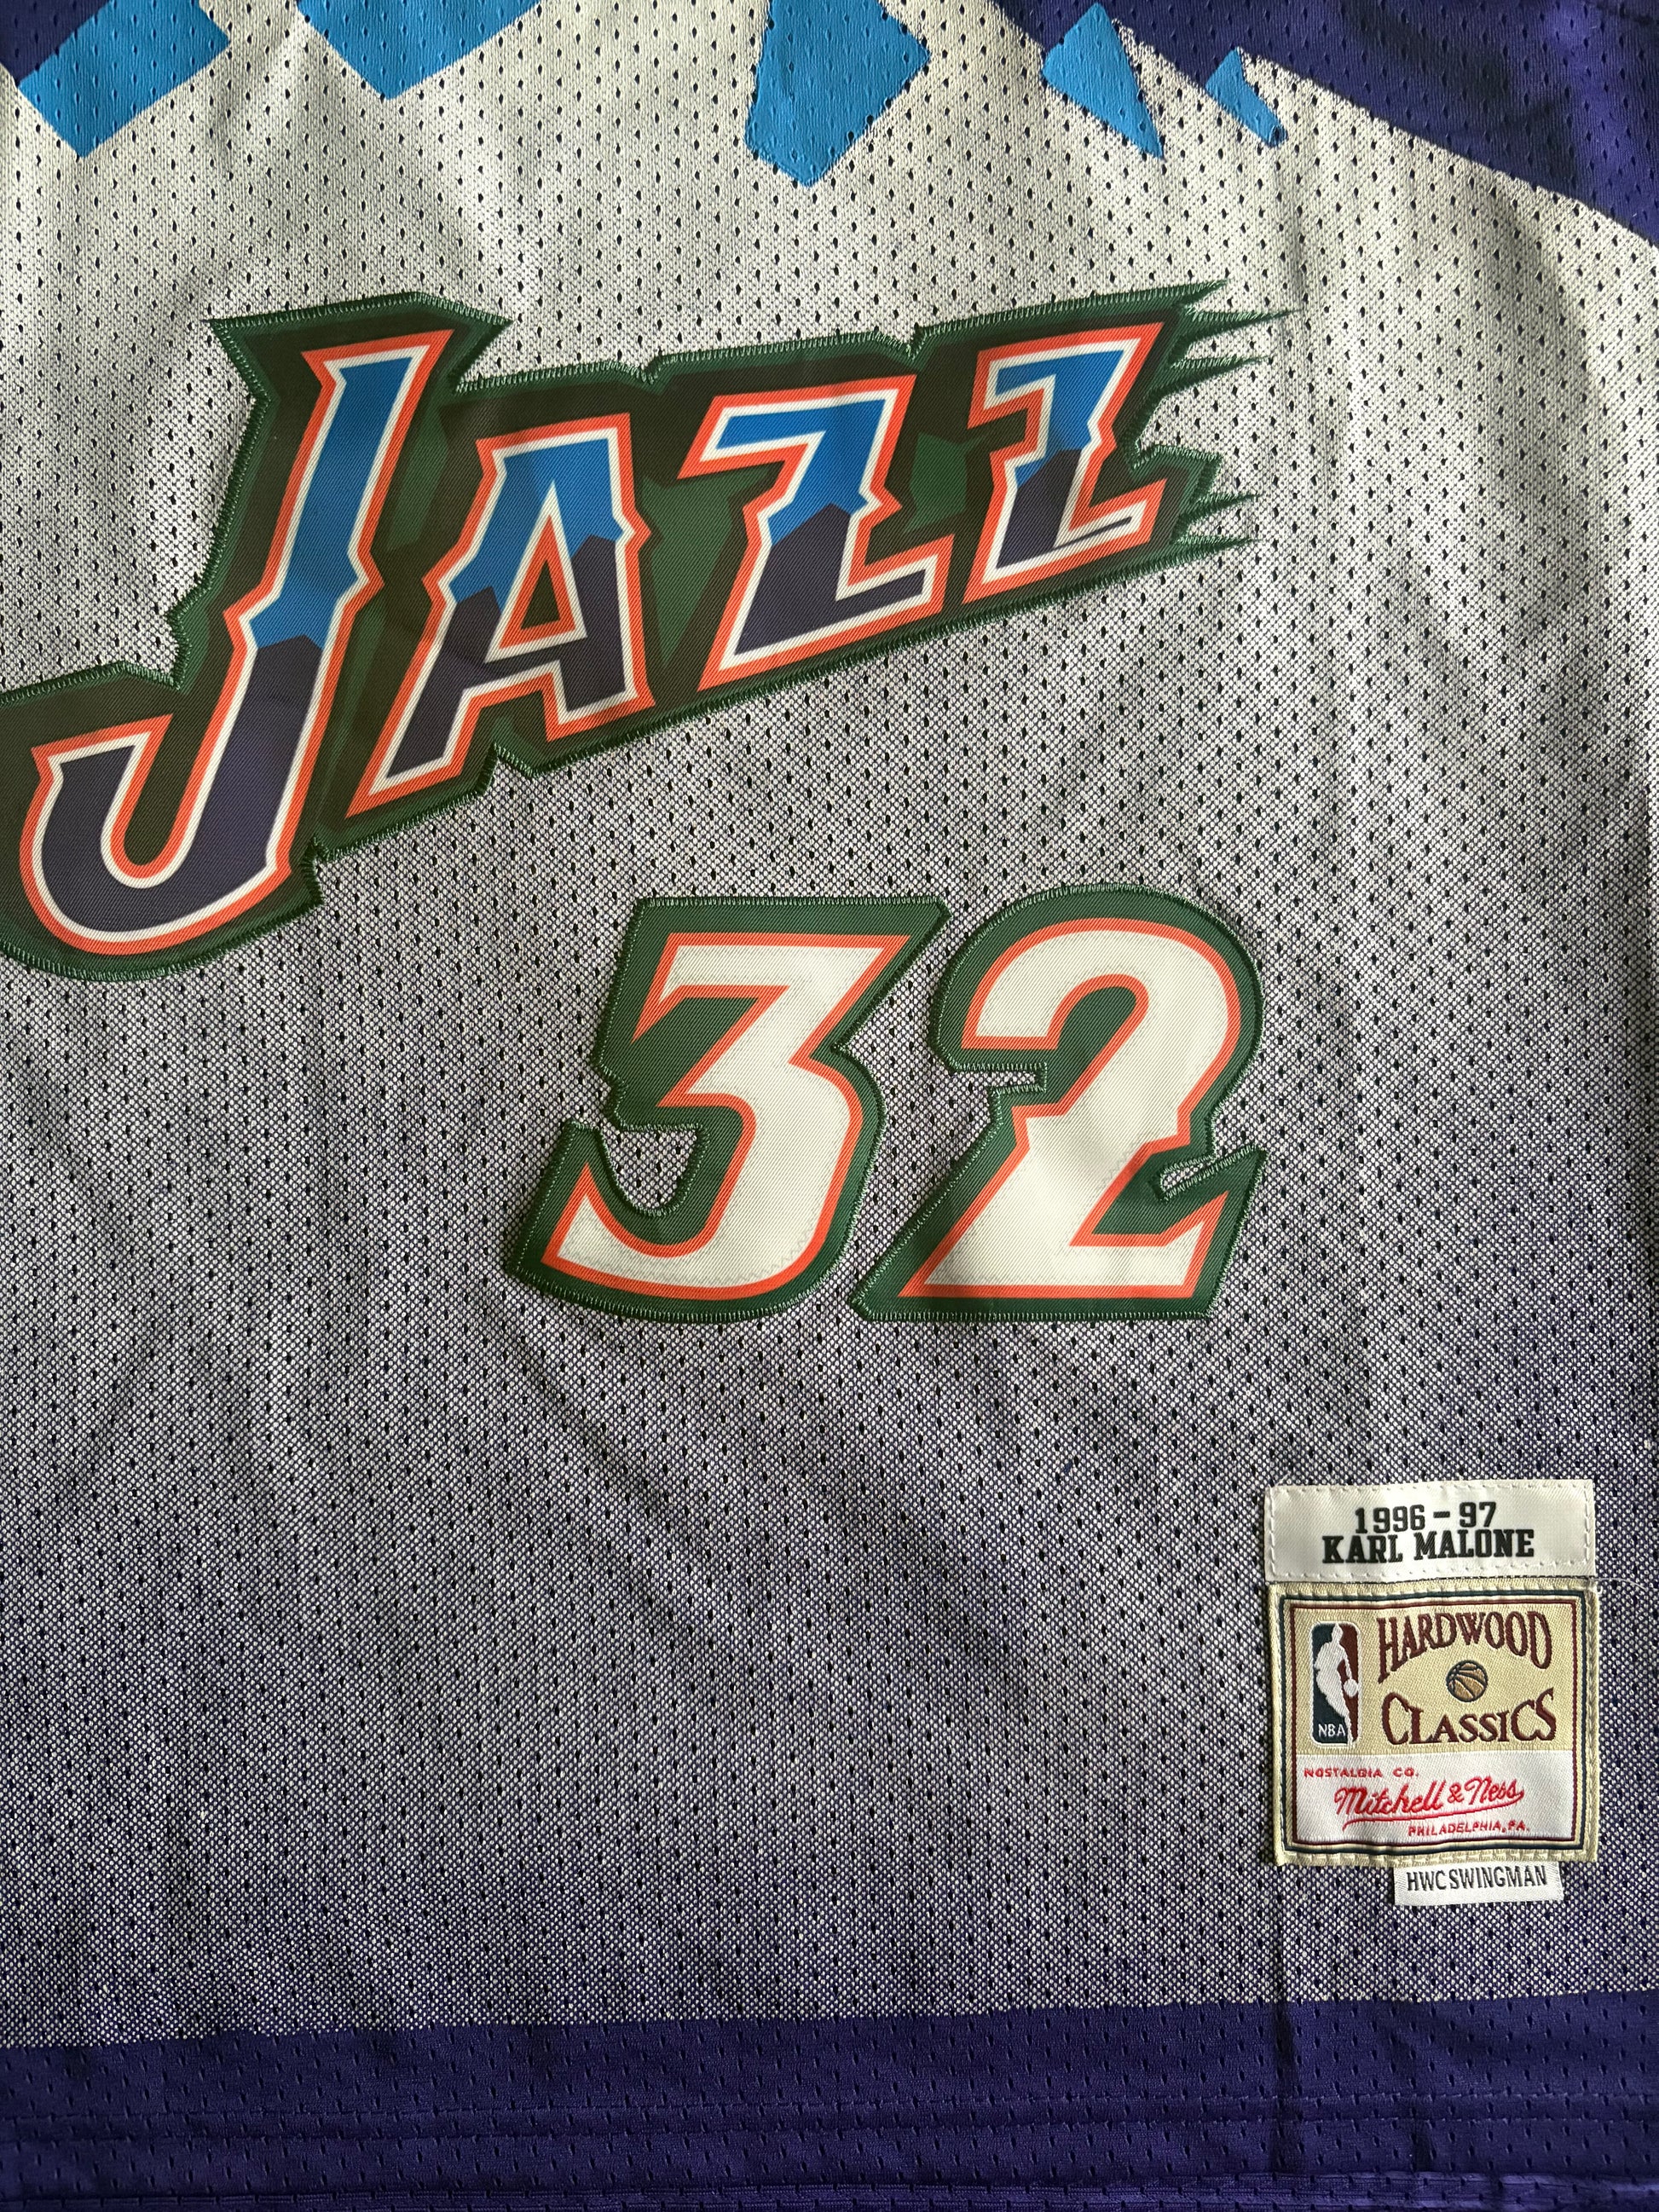 JAZZ
32
1996-97
KARL MALONE
HARDWOOD
CLASSICS
NBA
NOSTALGIA CO.
Mitchell & Ness
PHILADELPHIA, PA.
HWC SWINGMAN